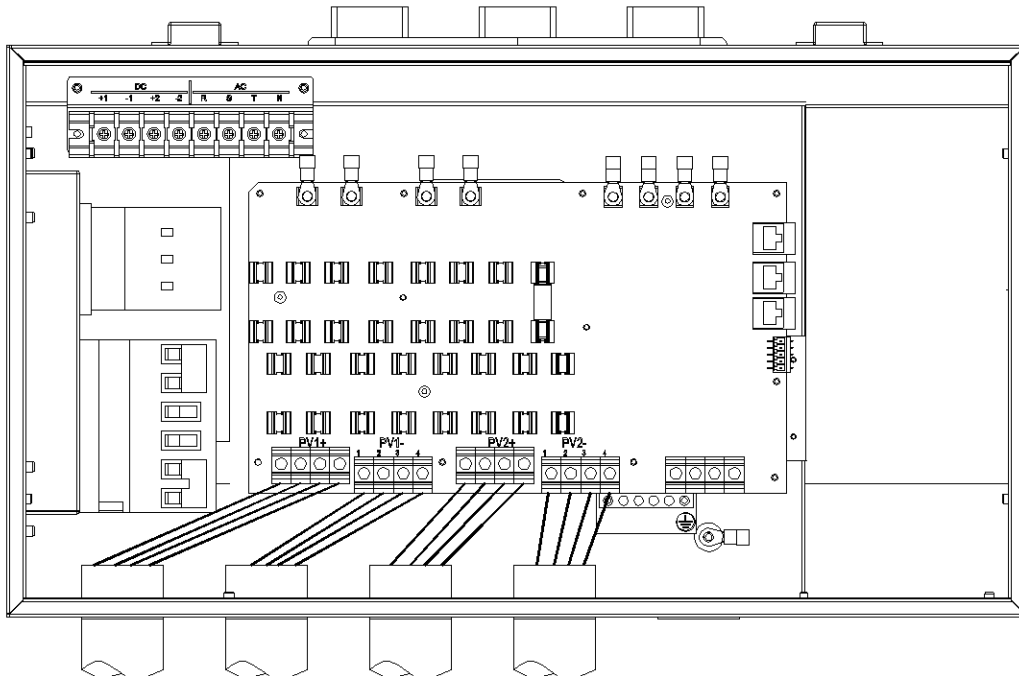 DC AC
+1 -1 +2 -2 R S T N
PV1+ PV1- PV2+ PV2-
1 2 3 4 1 2 3 4